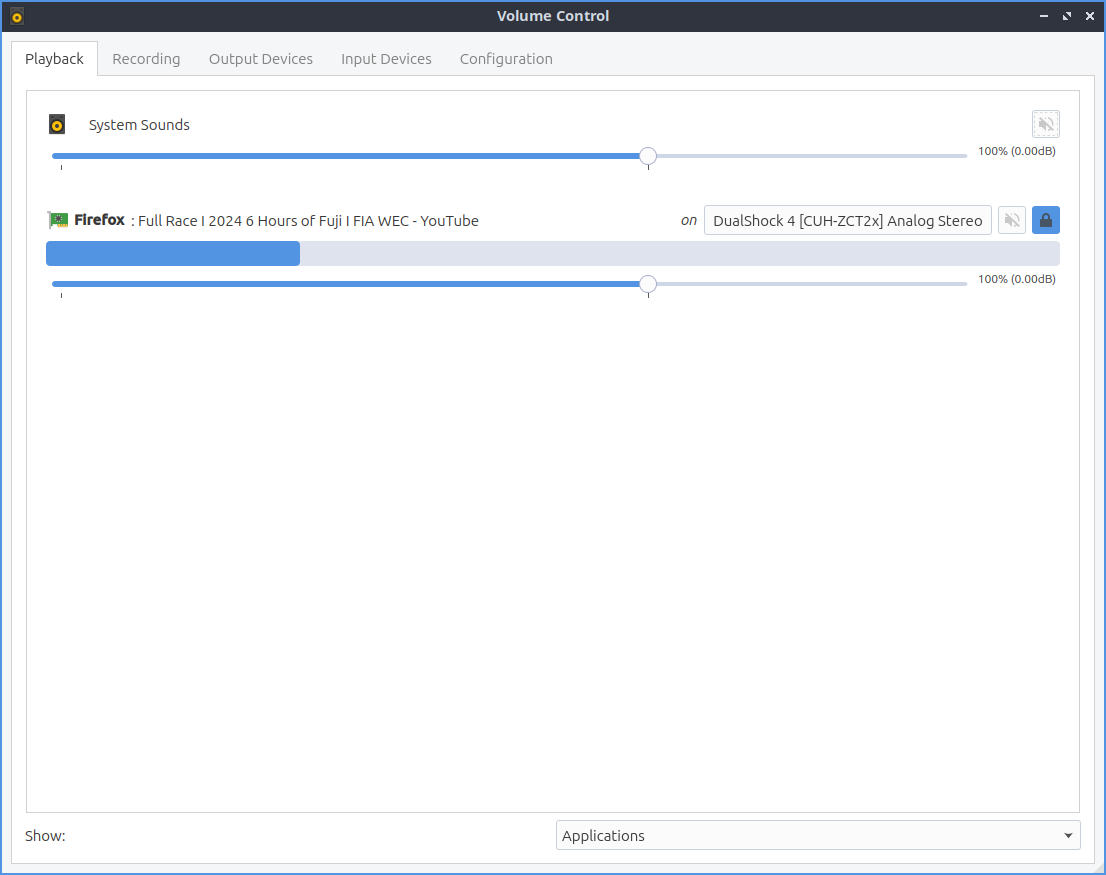 Volume Control
Playback Recording Output Devices Input Devices Configuration
System Sounds
100% (0.00dB)
Firefox : Full Race I 2024 6 Hours of Fuji I FIA WEC - YouTube on DualShock 4 [CUH-ZCT2x] Analog Stereo
100% (0.00dB)
Show: Applications